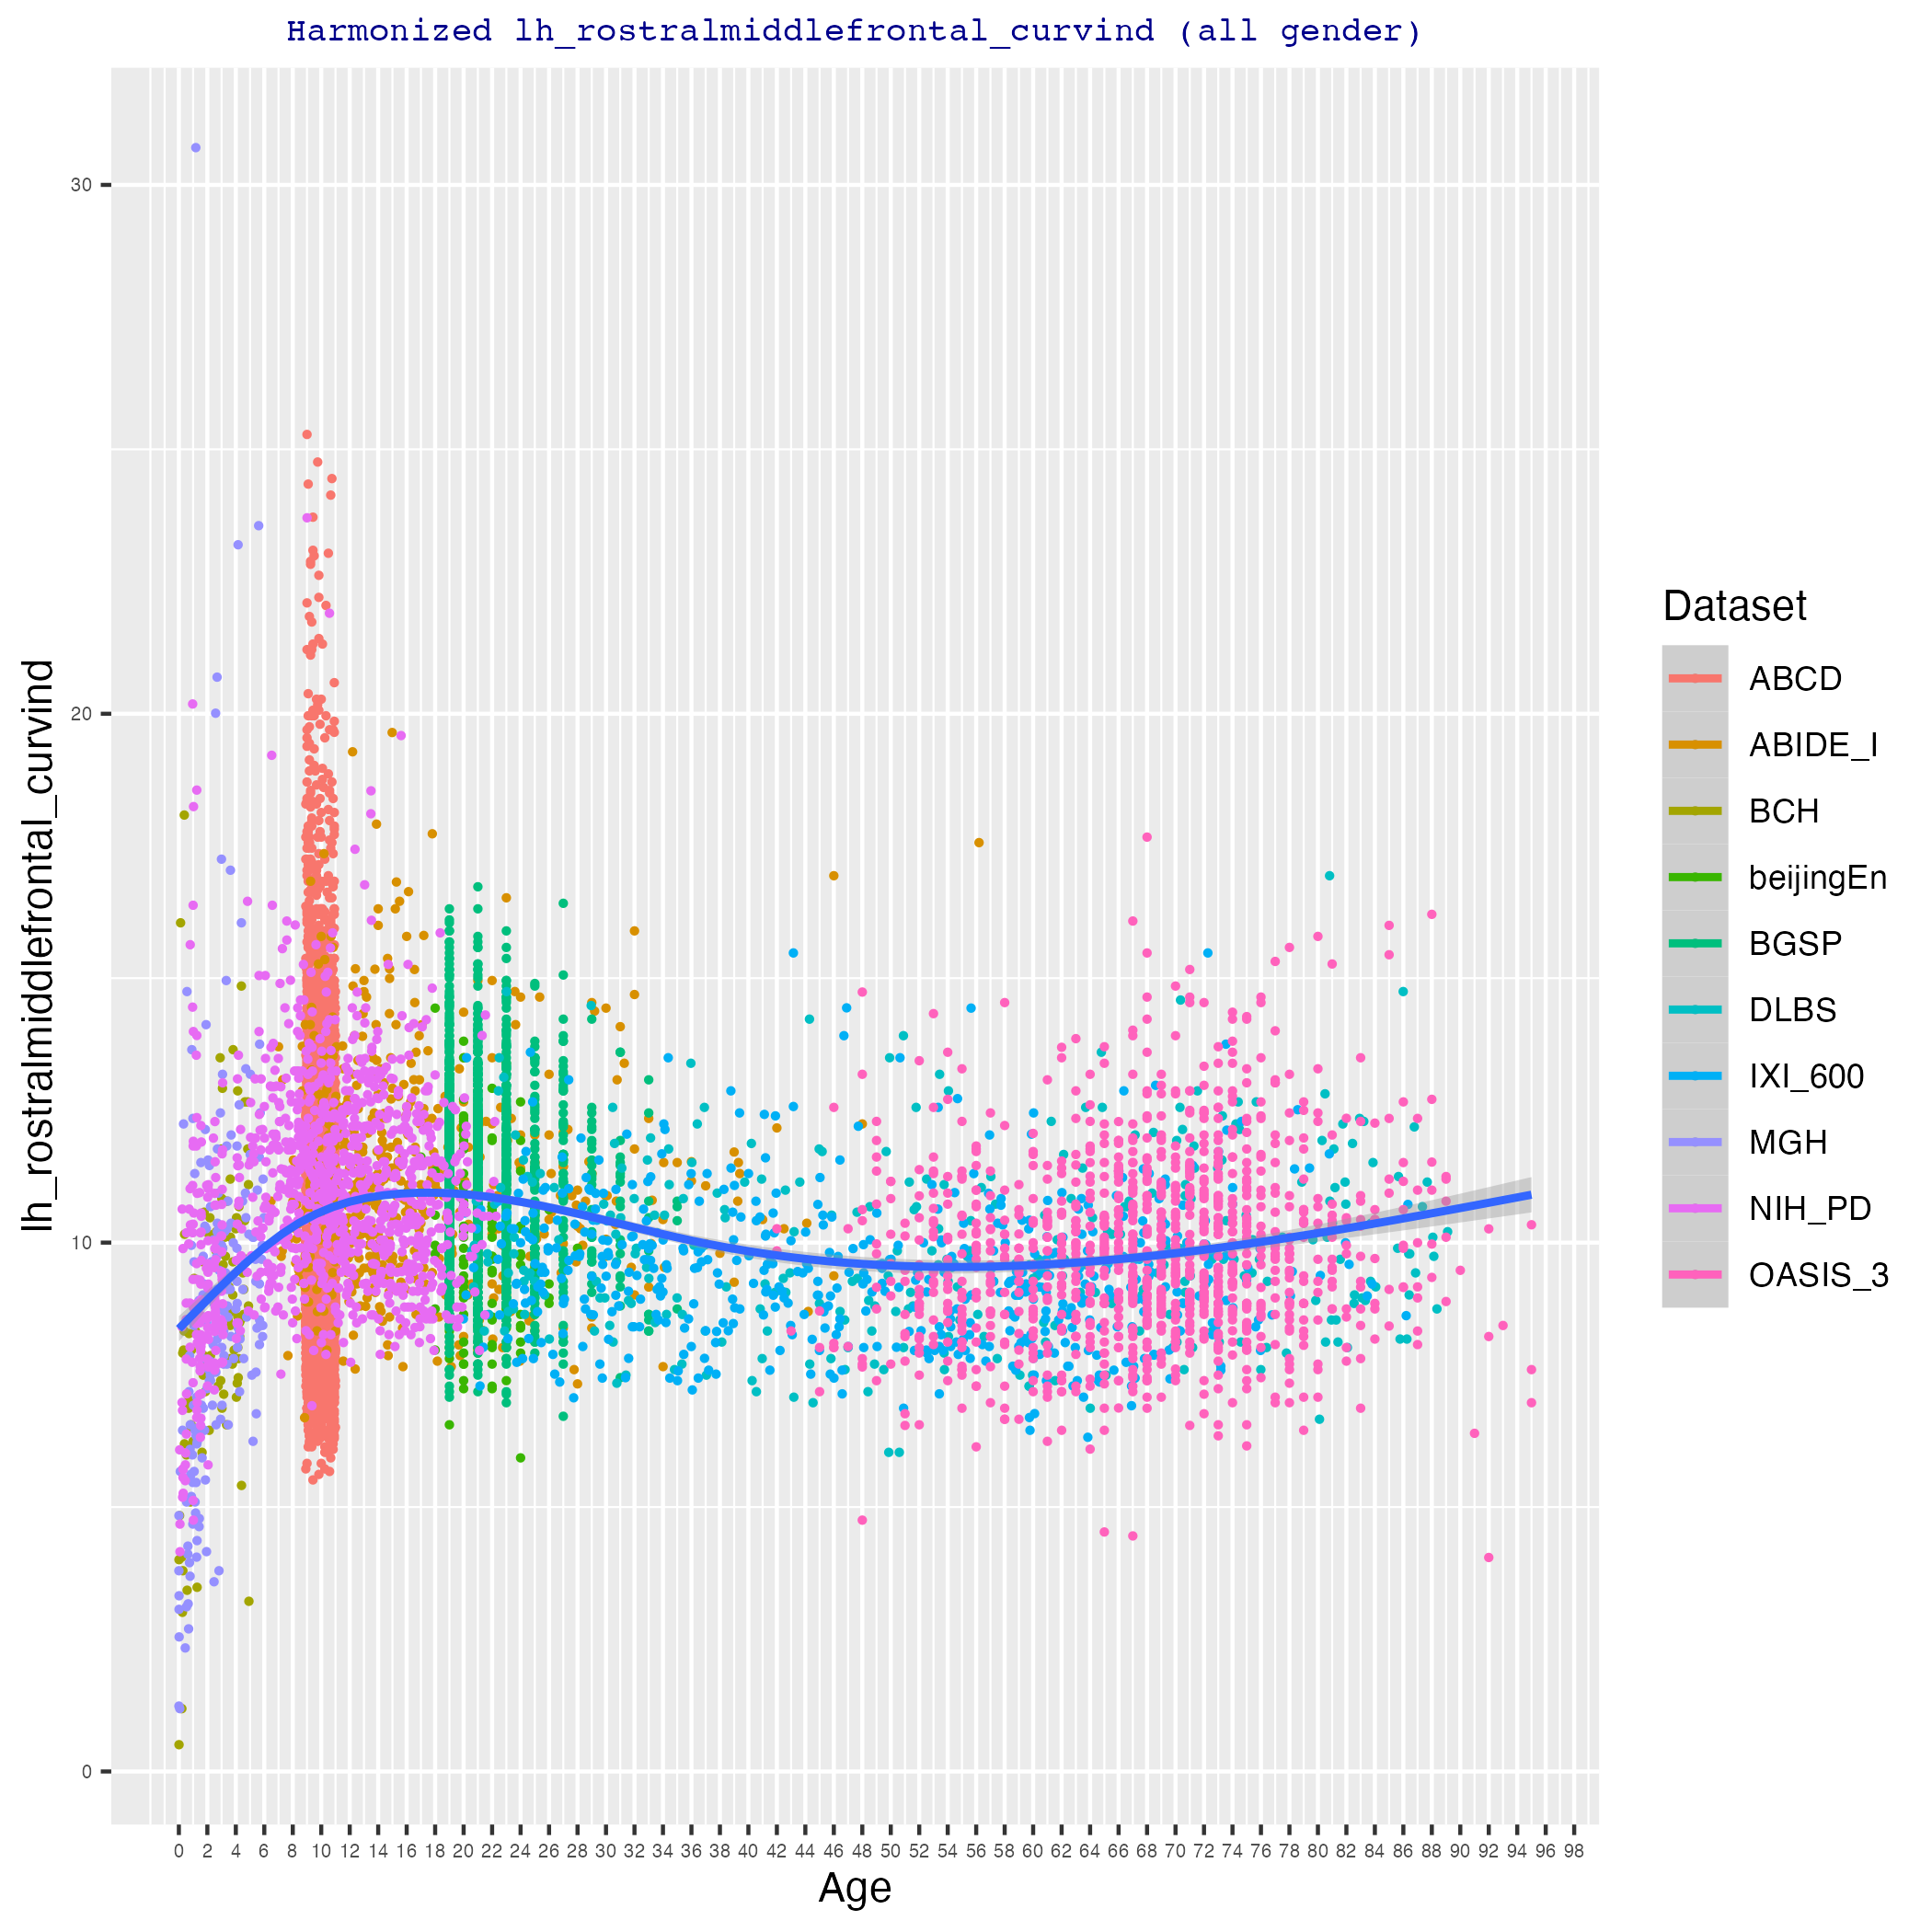 Harmonized lh_rostralmiddlefrontal_curvind (all gender)
lh_rostralmiddlefrontal_curvind
30
20
10
0
0 2 4 6 8 10 12 14 16 18 20 22 24 26 28 30 32 34 36 38 40 42 44 46 48 50 52 54 56 58 60 62 64 66 68 70 72 74 76 78 80 82 84 86 88 90 92 94 96 98
Age
Dataset
ABCD
ABIDE_I
BCH
beijingEn
BGSP
DLBS
IXI_600
MGH
NIH_PD
OASIS_3